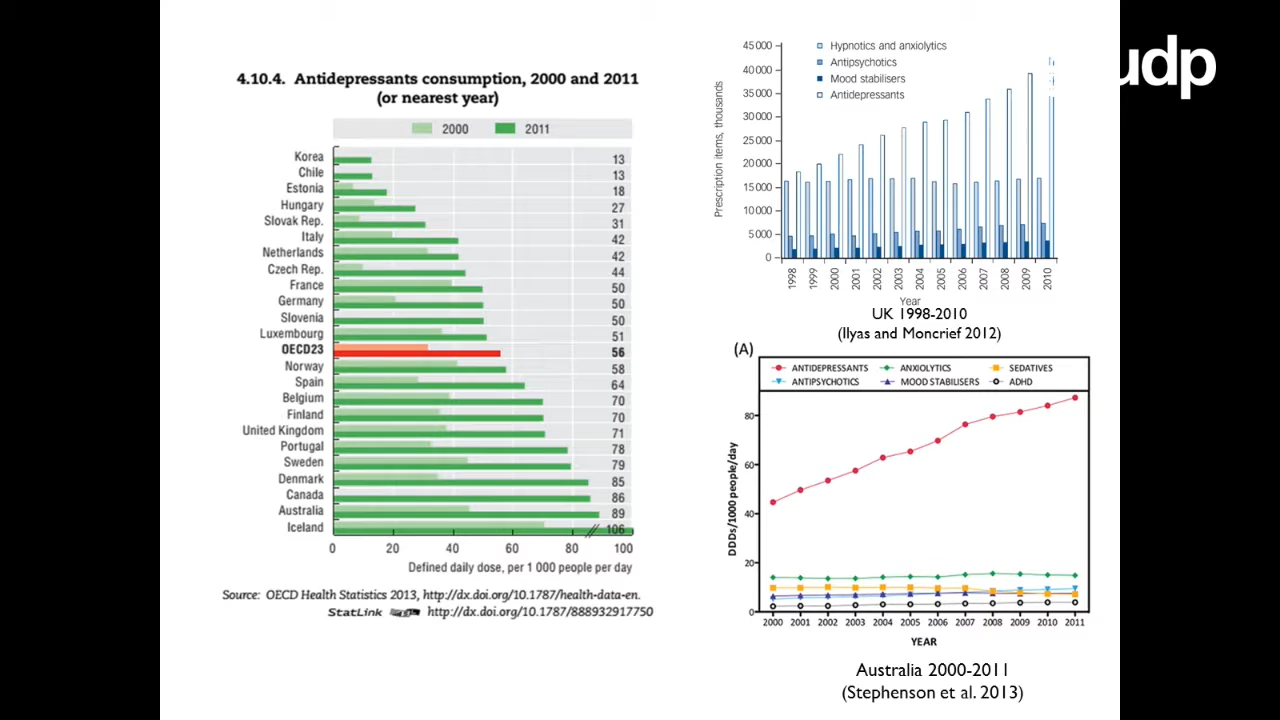 4.10.4. Antidepressants consumption, 2000 and 2011
(or nearest year)
2000 2011
Korea 13
Chile 13
Estonia 18
Hungary 27
Slovak Rep. 31
Italy 42
Netherlands 42
Czech Rep. 44
France 50
Germany 50
Slovenia 50
Luxembourg 51
OECD23 56
Norway 58
Spain 64
Belgium 70
Finland 70
United Kingdom 71
Portugal 78
Sweden 79
Denmark 85
Canada 86
Australia 89
Iceland 106
0 20 40 60 80 100
Defined daily dose, per 1 000 people per day
Source: OECD Health Statistics 2013, http://dx.doi.org/10.1787/health-data-en.
StatLink http://dx.doi.org/10.1787/888932917750
Hypnotics and anxiolytics
Antipsychotics
Mood stabilisers
Antidepressants
Prescription items, thousands
45 000
40 000
35 000
30 000
25 000
20 000
15 000
10 000
5 000
0
1998 1999 2000 2001 2002 2003 2004 2005 2006 2007 2008 2009 2010
Year
UK 1998-2010
(Ilyas and Moncrief 2012)
(A)
ANTIDEPRESSANTS ANXIOLYTICS SEDATIVES
ANTIPSYCHOTICS MOOD STABILISERS ADHD
DDDs/1000 people/day
80
60
40
20
0
2000 2001 2002 2003 2004 2005 2006 2007 2008 2009 2010 2011
YEAR
Australia 2000-2011
(Stephenson et al. 2013)
udp